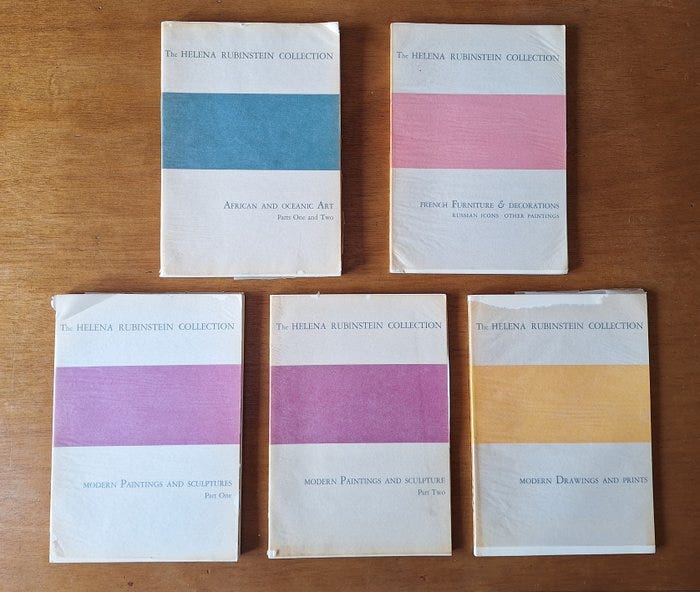 The HELENA RUBINSTEIN COLLECTION
AFRICAN AND OCEANIC ART
Parts One and Two
The HELENA RUBINSTEIN COLLECTION
FRENCH FURNITURE & DECORATIONS
RUSSIAN ICONS · OTHER PAINTINGS
The HELENA RUBINSTEIN COLLECTION
MODERN PAINTINGS AND SCULPTURES
Part One
The HELENA RUBINSTEIN COLLECTION
MODERN PAINTINGS AND SCULPTURE
Part Two
The HELENA RUBINSTEIN COLLECTION
MODERN DRAWINGS AND PRINTS